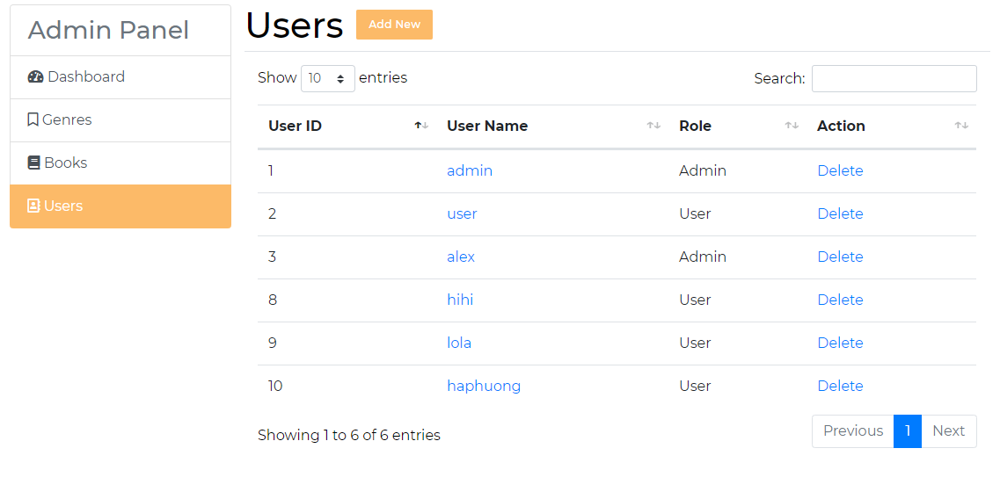 Admin Panel
Dashboard
Genres
Books
Users
Users Add New
Show 10 entries Search:
User ID User Name Role Action
1 admin Admin Delete
2 user User Delete
3 alex Admin Delete
8 hihi User Delete
9 lola User Delete
10 haphuong User Delete
Showing 1 to 6 of 6 entries Previous 1 Next